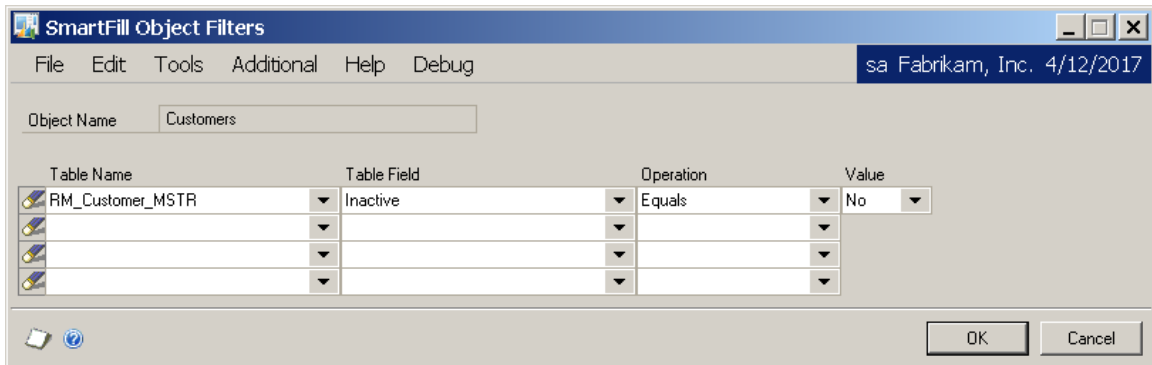 SmartFill Object Filters
File Edit Tools Additional Help Debug sa Fabrikam, Inc. 4/12/2017
Object Name Customers
Table Name Table Field Operation Value
RM_Customer_MSTR Inactive Equals No
OK Cancel